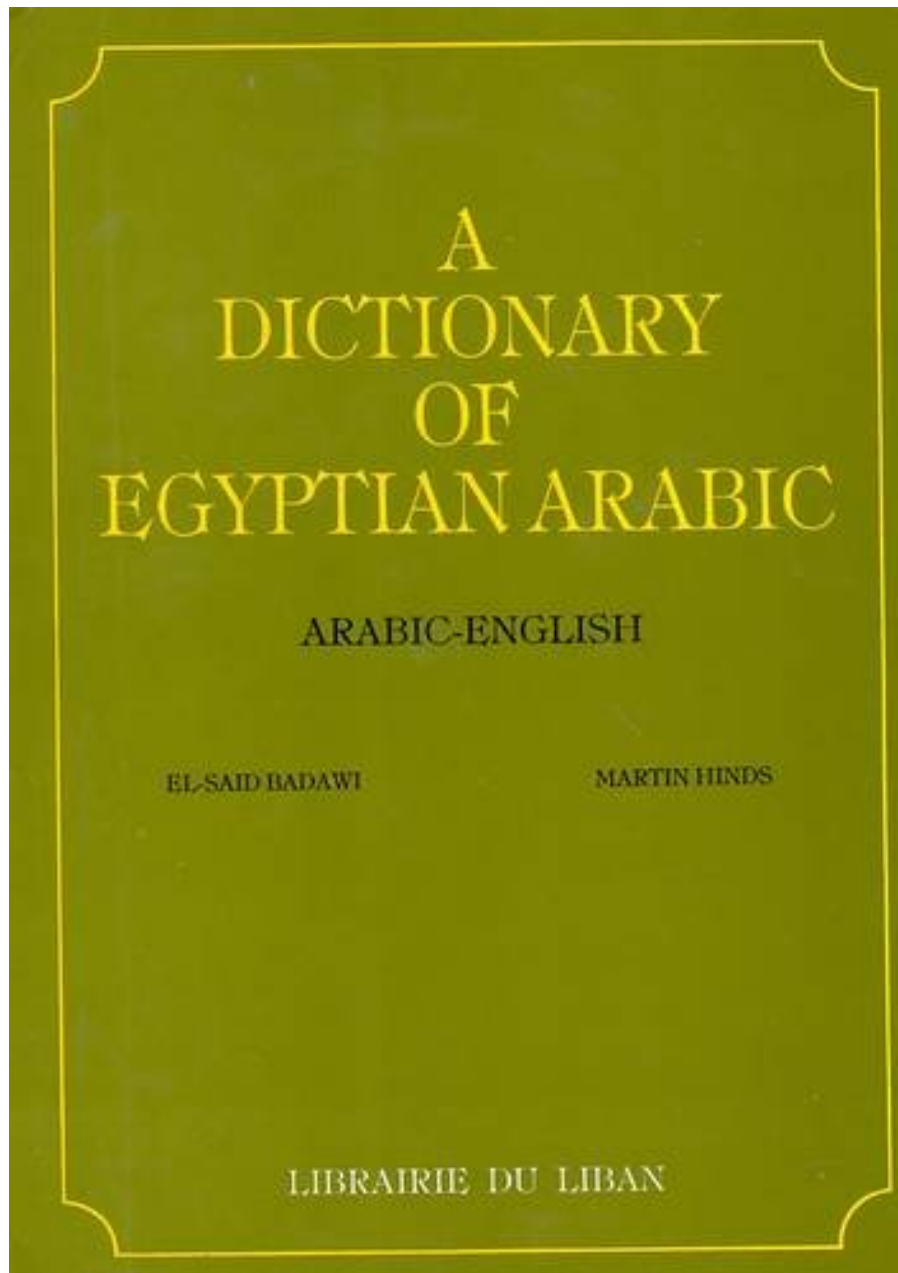 A
DICTIONARY
OF
EGYPTIAN ARABIC
ARABIC-ENGLISH
EL-SAID BADAWI MARTIN HINDS
LIBRAIRIE DU LIBAN